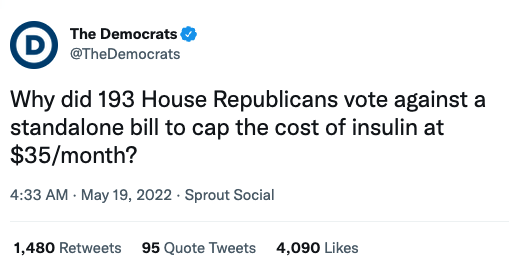 D
The Democrats
@TheDemocrats
Why did 193 House Republicans vote against a
standalone bill to cap the cost of insulin at
$35/month?
4:33 AM · May 19, 2022 · Sprout Social
1,480 Retweets 95 Quote Tweets 4,090 Likes